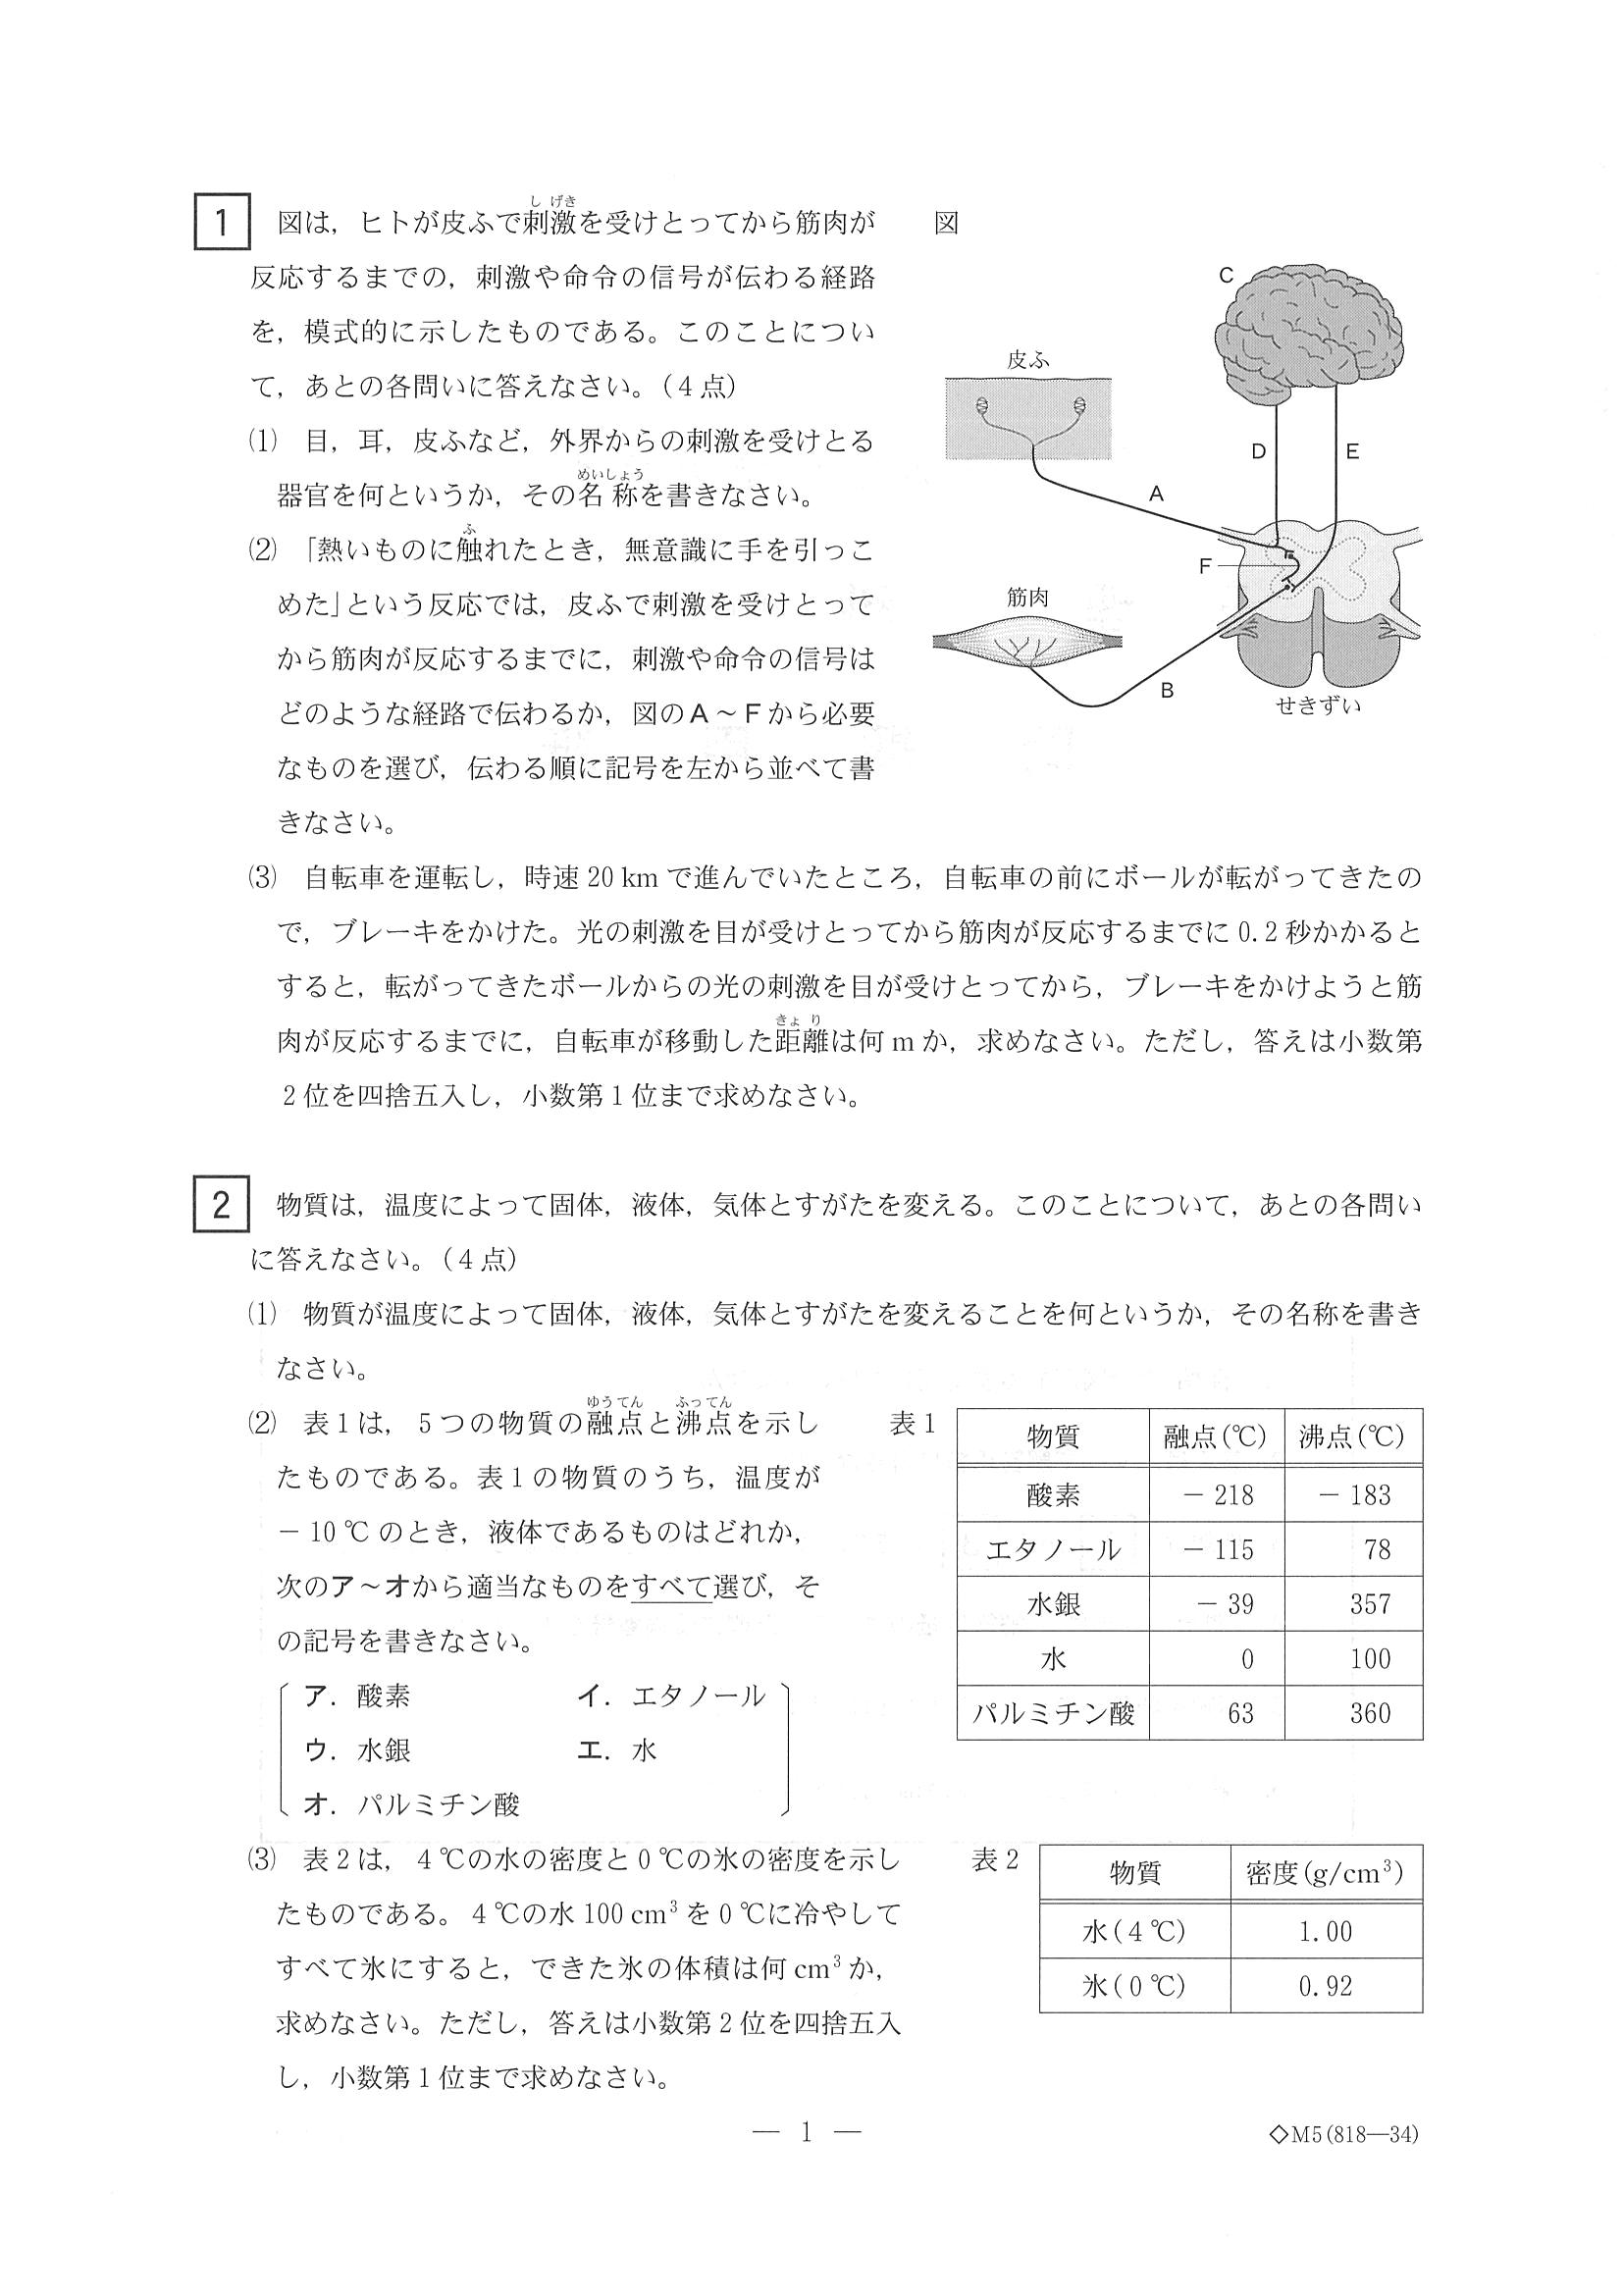 1 図は，ヒトが皮ふで刺激を受けとってから筋肉が
しげき
反応するまでの，刺激や命令の信号が伝わる経路
を，模式的に示したものである。このことについ
て，あとの各問いに答えなさい。（4点）
⑴ 目，耳，皮ふなど，外界からの刺激を受けとる
器官を何というか，その名称を書きなさい。
めいしょう
⑵ 「熱いものに触れたとき，無意識に手を引っこ
ふ
めた」という反応では，皮ふで刺激を受けとって
から筋肉が反応するまでに，刺激や命令の信号は
どのような経路で伝わるか，図のA～Fから必要
なものを選び，伝わる順に記号を左から並べて書
きなさい。
図
C
皮ふ
D
E
A
F
筋肉
B
せきずい
⑶ 自転車を運転し，時速20 kmで進んでいたところ，自転車の前にボールが転がってきたの
で，ブレーキをかけた。光の刺激を目が受けとってから筋肉が反応するまでに0.2秒かかると
すると，転がってきたボールからの光の刺激を目が受けとってから，ブレーキをかけようと筋
肉が反応するまでに，自転車が移動した距離は何mか，求めなさい。ただし，答えは小数第
きょり
2位を四捨五入し，小数第1位まで求めなさい。
2 物質は，温度によって固体，液体，気体とすがたを変える。このことについて，あとの各問い
に答えなさい。（4点）
⑴ 物質が温度によって固体，液体，気体とすがたを変えることを何というか，その名称を書き
なさい。
⑵ 表1は，5つの物質の融点と沸点を示し
ゆうてん ふってん
たものである。表1の物質のうち，温度が
－10 ℃のとき，液体であるものはどれか，
次のア～オから適当なものをすべて選び，そ
の記号を書きなさい。
ア．酸素 イ．エタノール
ウ．水銀 エ．水
オ．パルミチン酸
表1
物質 融点(℃) 沸点(℃)
酸素 －218 －183
エタノール －115 78
水銀 －39 357
水 0 100
パルミチン酸 63 360
⑶ 表2は，4℃の水の密度と0℃の氷の密度を示し
たものである。4℃の水100 cm³を0℃に冷やして
すべて氷にすると，できた氷の体積は何cm³か，
求めなさい。ただし，答えは小数第2位を四捨五入
し，小数第1位まで求めなさい。
表2
物質 密度(g/cm³)
水(4℃) 1.00
氷(0℃) 0.92
― 1 ―
◇M5(818―34)